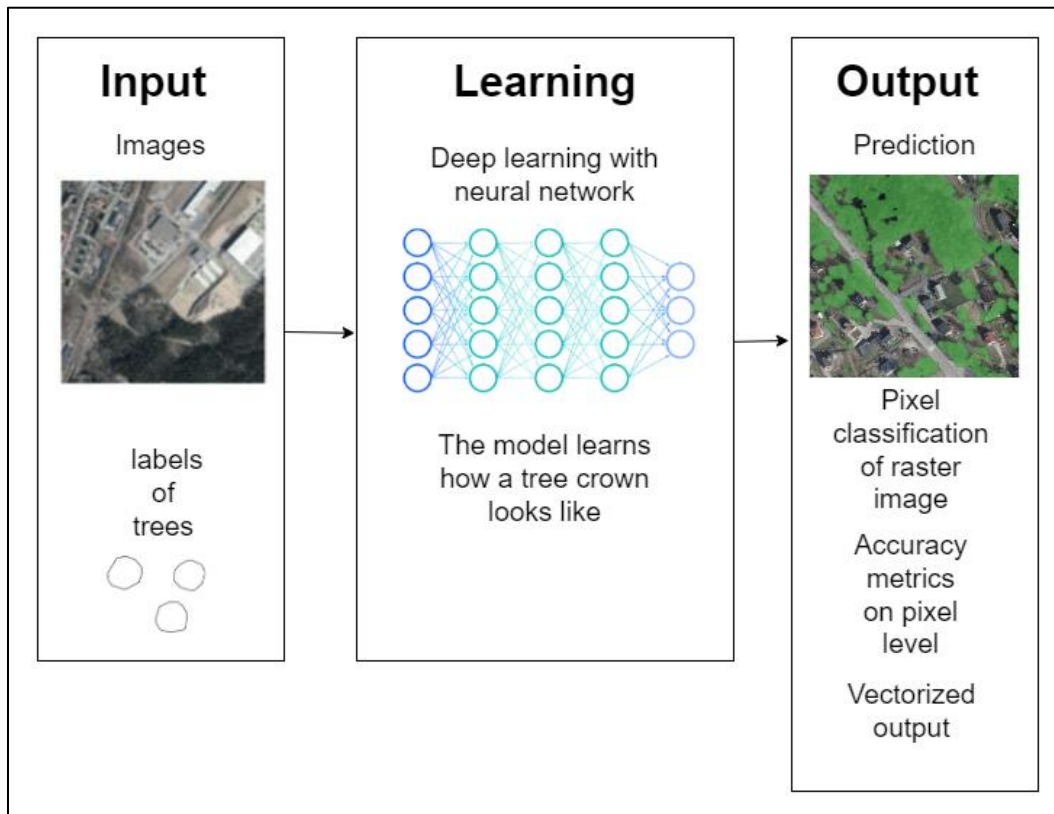 Input
Images
labels
of
trees
Learning
Deep learning with
neural network
The model learns
how a tree crown
looks like
Output
Prediction
Pixel
classification
of raster
image
Accuracy
metrics
on pixel
level
Vectorized
output